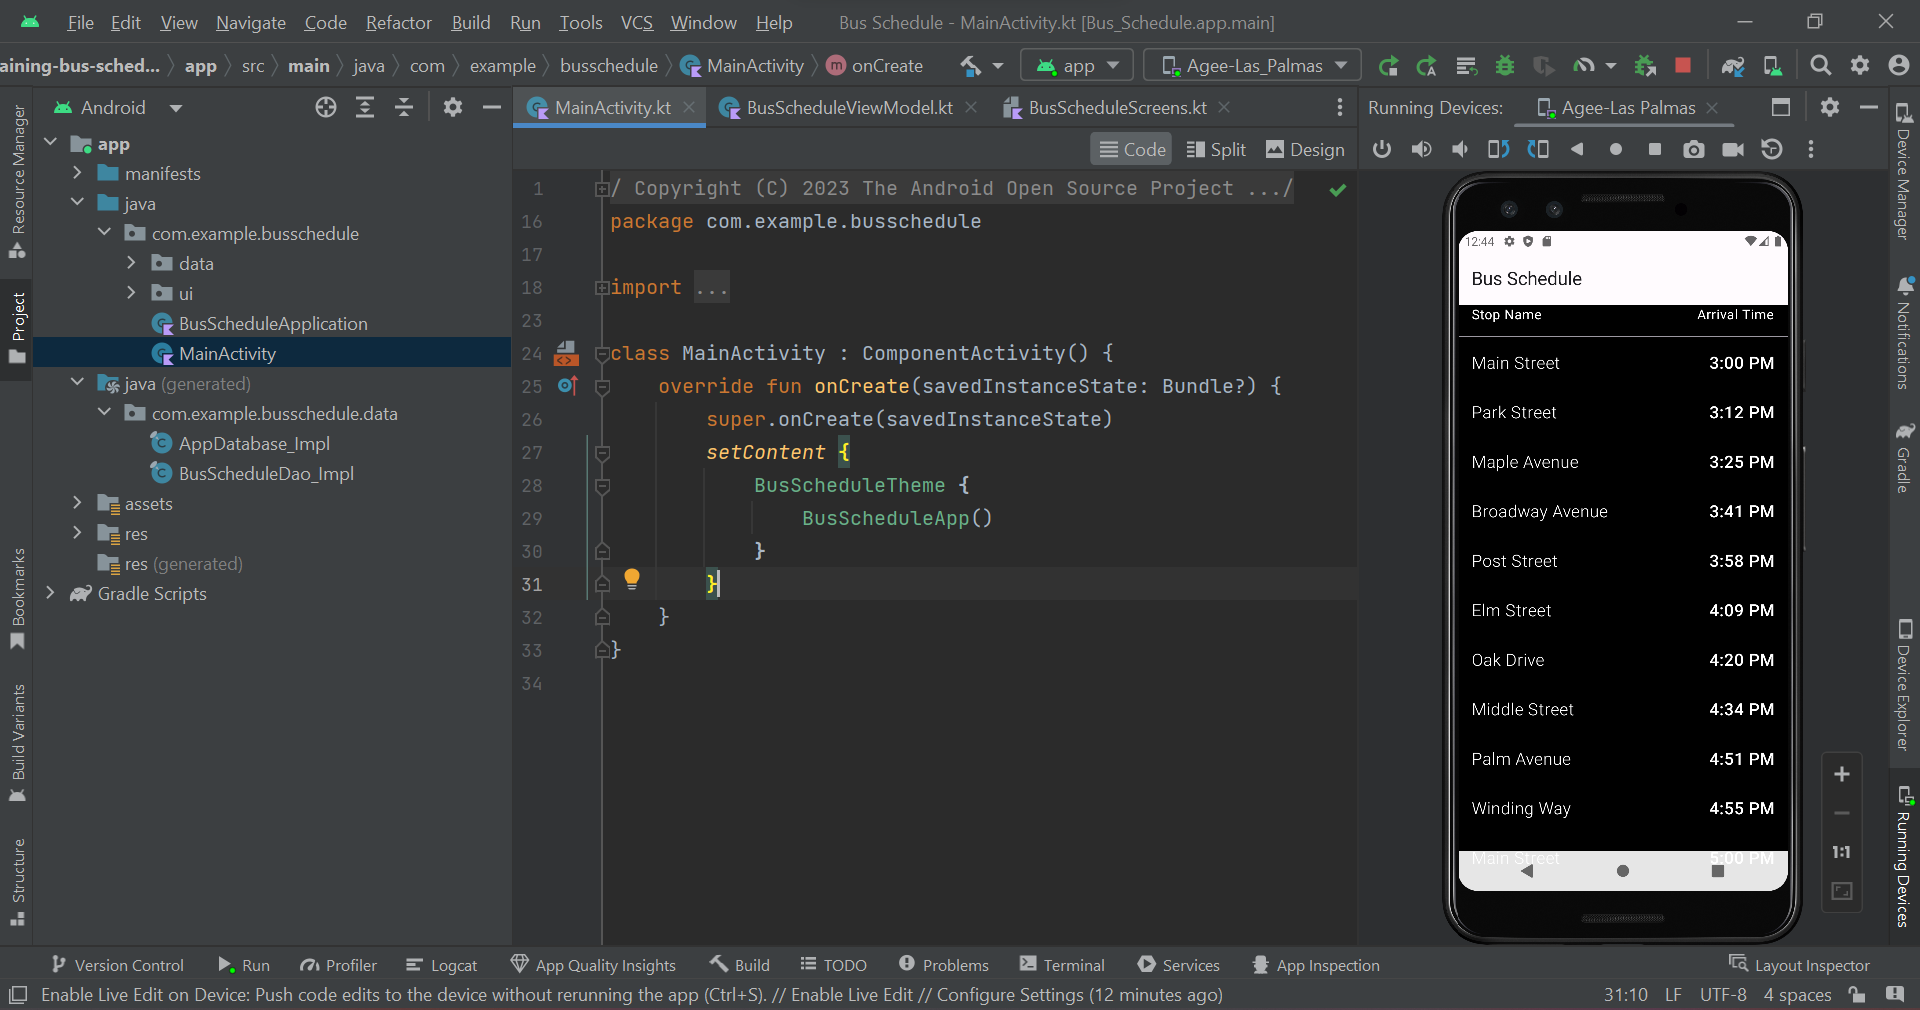 File Edit View Navigate Code Refactor Build Run Tools VCS Window Help Bus Schedule - MainActivity.kt [Bus_Schedule.app.main]
aining-bus-sched... app src main java com example busschedule MainActivity onCreate app Agee-Las_Palmas
Resource Manager
Project
Bookmarks
Build Variants
Structure
Android
app
manifests
java
com.example.busschedule
data
ui
BusScheduleApplication
MainActivity
java (generated)
com.example.busschedule.data
AppDatabase_Impl
BusScheduleDao_Impl
assets
res
res (generated)
Gradle Scripts
MainActivity.kt BusScheduleViewModel.kt BusScheduleScreens.kt
Code Split Design
1 / Copyright (C) 2023 The Android Open Source Project .../
16 package com.example.busschedule
17
18 import ...
23
24 class MainActivity : ComponentActivity() {
25 override fun onCreate(savedInstanceState: Bundle?) {
26 super.onCreate(savedInstanceState)
27 setContent {
28 BusScheduleTheme {
29 BusScheduleApp()
30 }
31 }
32 }
33 }
34
Running Devices: Agee-Las Palmas
12:44
Bus Schedule
Stop Name Arrival Time
Main Street 3:00 PM
Park Street 3:12 PM
Maple Avenue 3:25 PM
Broadway Avenue 3:41 PM
Post Street 3:58 PM
Elm Street 4:09 PM
Oak Drive 4:20 PM
Middle Street 4:34 PM
Palm Avenue 4:51 PM
Winding Way 4:55 PM
Main Street 5:00 PM
1:1
Device Manager
Notifications
Gradle
Device Explorer
Running Devices
Version Control Run Profiler Logcat App Quality Insights Build TODO Problems Terminal Services App Inspection Layout Inspector
Enable Live Edit on Device: Push code edits to the device without rerunning the app (Ctrl+S). // Enable Live Edit // Configure Settings (12 minutes ago) 31:10 LF UTF-8 4 spaces